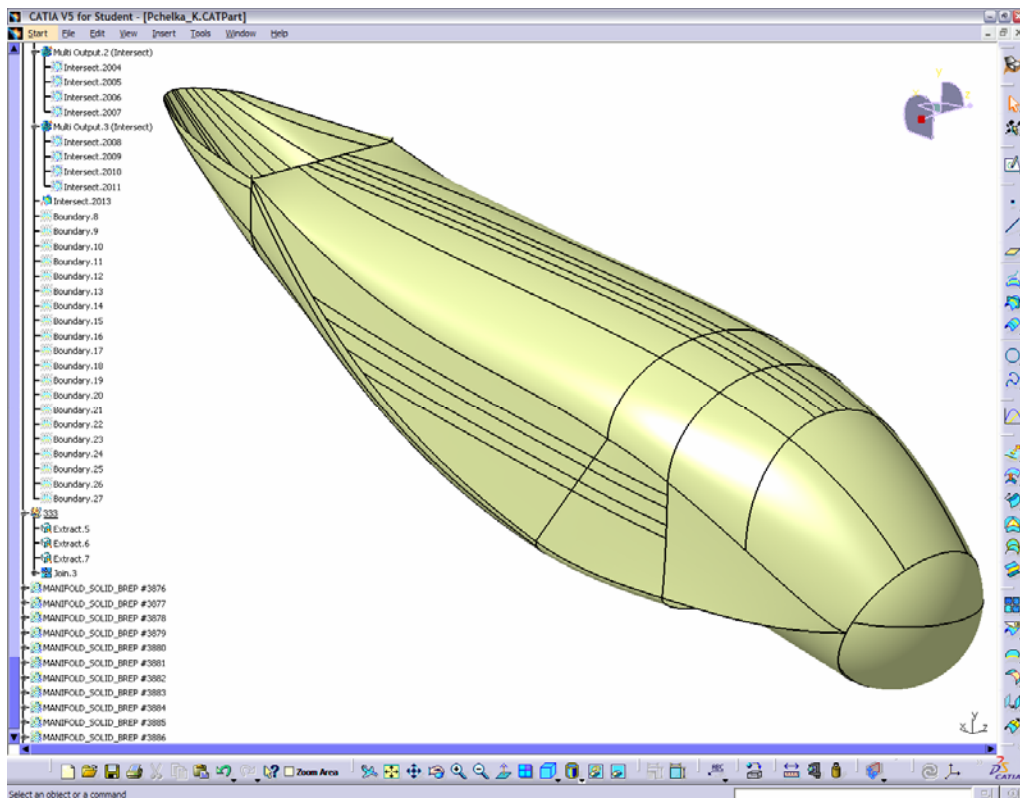 CATIA V5 for Student - [Pchelka_K.CATPart]
Start File Edit View Insert Tools Window Help
Multi Output.2 (Intersect)
Intersect.2004
Intersect.2005
Intersect.2006
Intersect.2007
Multi Output.3 (Intersect)
Intersect.2008
Intersect.2009
Intersect.2010
Intersect.2011
Intersect.2013
Boundary.8
Boundary.9
Boundary.10
Boundary.11
Boundary.12
Boundary.13
Boundary.14
Boundary.15
Boundary.16
Boundary.17
Boundary.18
Boundary.19
Boundary.20
Boundary.21
Boundary.22
Boundary.23
Boundary.24
Boundary.25
Boundary.26
Boundary.27
333
Extract.5
Extract.6
Extract.7
Join.3
MANIFOLD_SOLID_BREP #3876
MANIFOLD_SOLID_BREP #3877
MANIFOLD_SOLID_BREP #3878
MANIFOLD_SOLID_BREP #3879
MANIFOLD_SOLID_BREP #3880
MANIFOLD_SOLID_BREP #3881
MANIFOLD_SOLID_BREP #3882
MANIFOLD_SOLID_BREP #3883
MANIFOLD_SOLID_BREP #3884
MANIFOLD_SOLID_BREP #3885
MANIFOLD_SOLID_BREP #3886
y
x z
y
x z
Zoom Area
CATIA
Select an object or a command